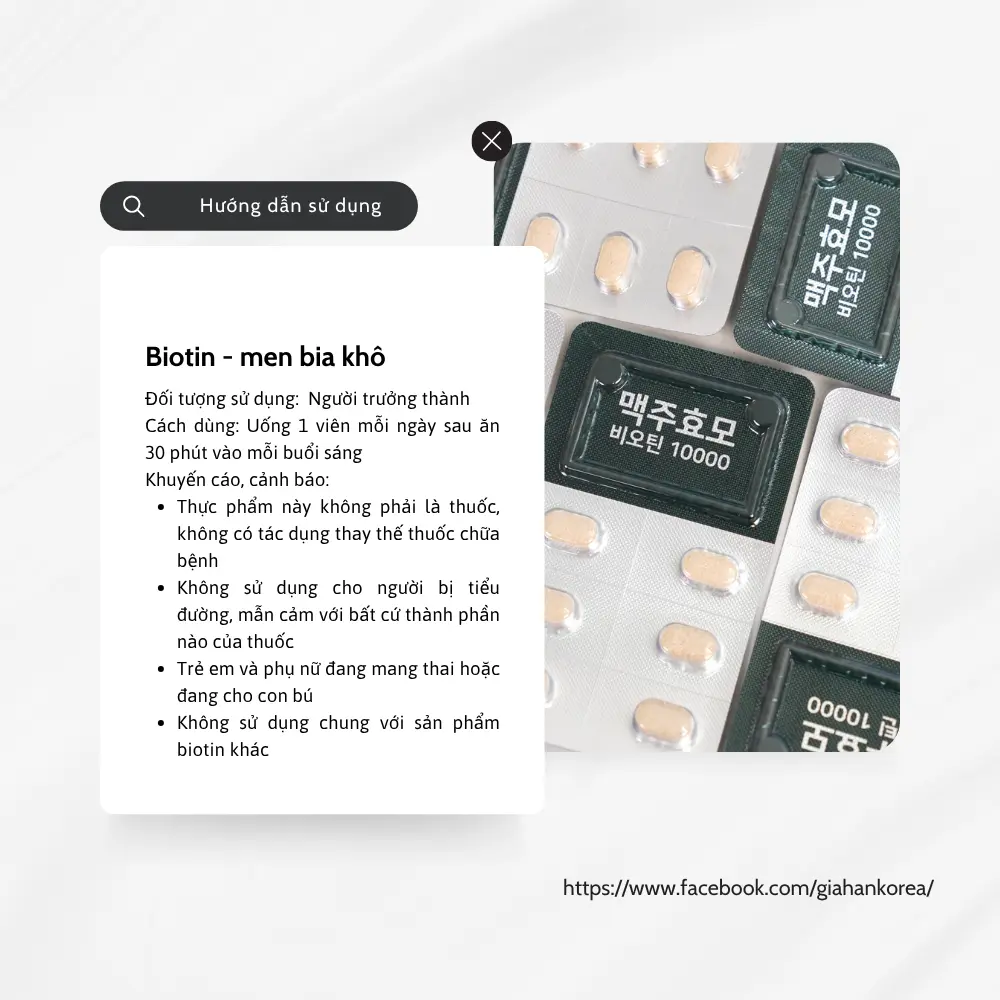 Hướng dẫn sử dụng
Biotin - men bia khô
Đối tượng sử dụng: Người trưởng thành
Cách dùng: Uống 1 viên mỗi ngày sau ăn
30 phút vào mỗi buổi sáng
Khuyến cáo, cảnh báo:
• Thực phẩm này không phải là thuốc,
không có tác dụng thay thế thuốc chữa
bệnh
• Không sử dụng cho người bị tiểu
đường, mẫn cảm với bất cứ thành phần
nào của thuốc
• Trẻ em và phụ nữ đang mang thai hoặc
đang cho con bú
• Không sử dụng chung với sản phẩm
biotin khác
맥주효모
비오틴 10000
맥주효모
비오틴 10000
10000
https://www.facebook.com/giahankorea/